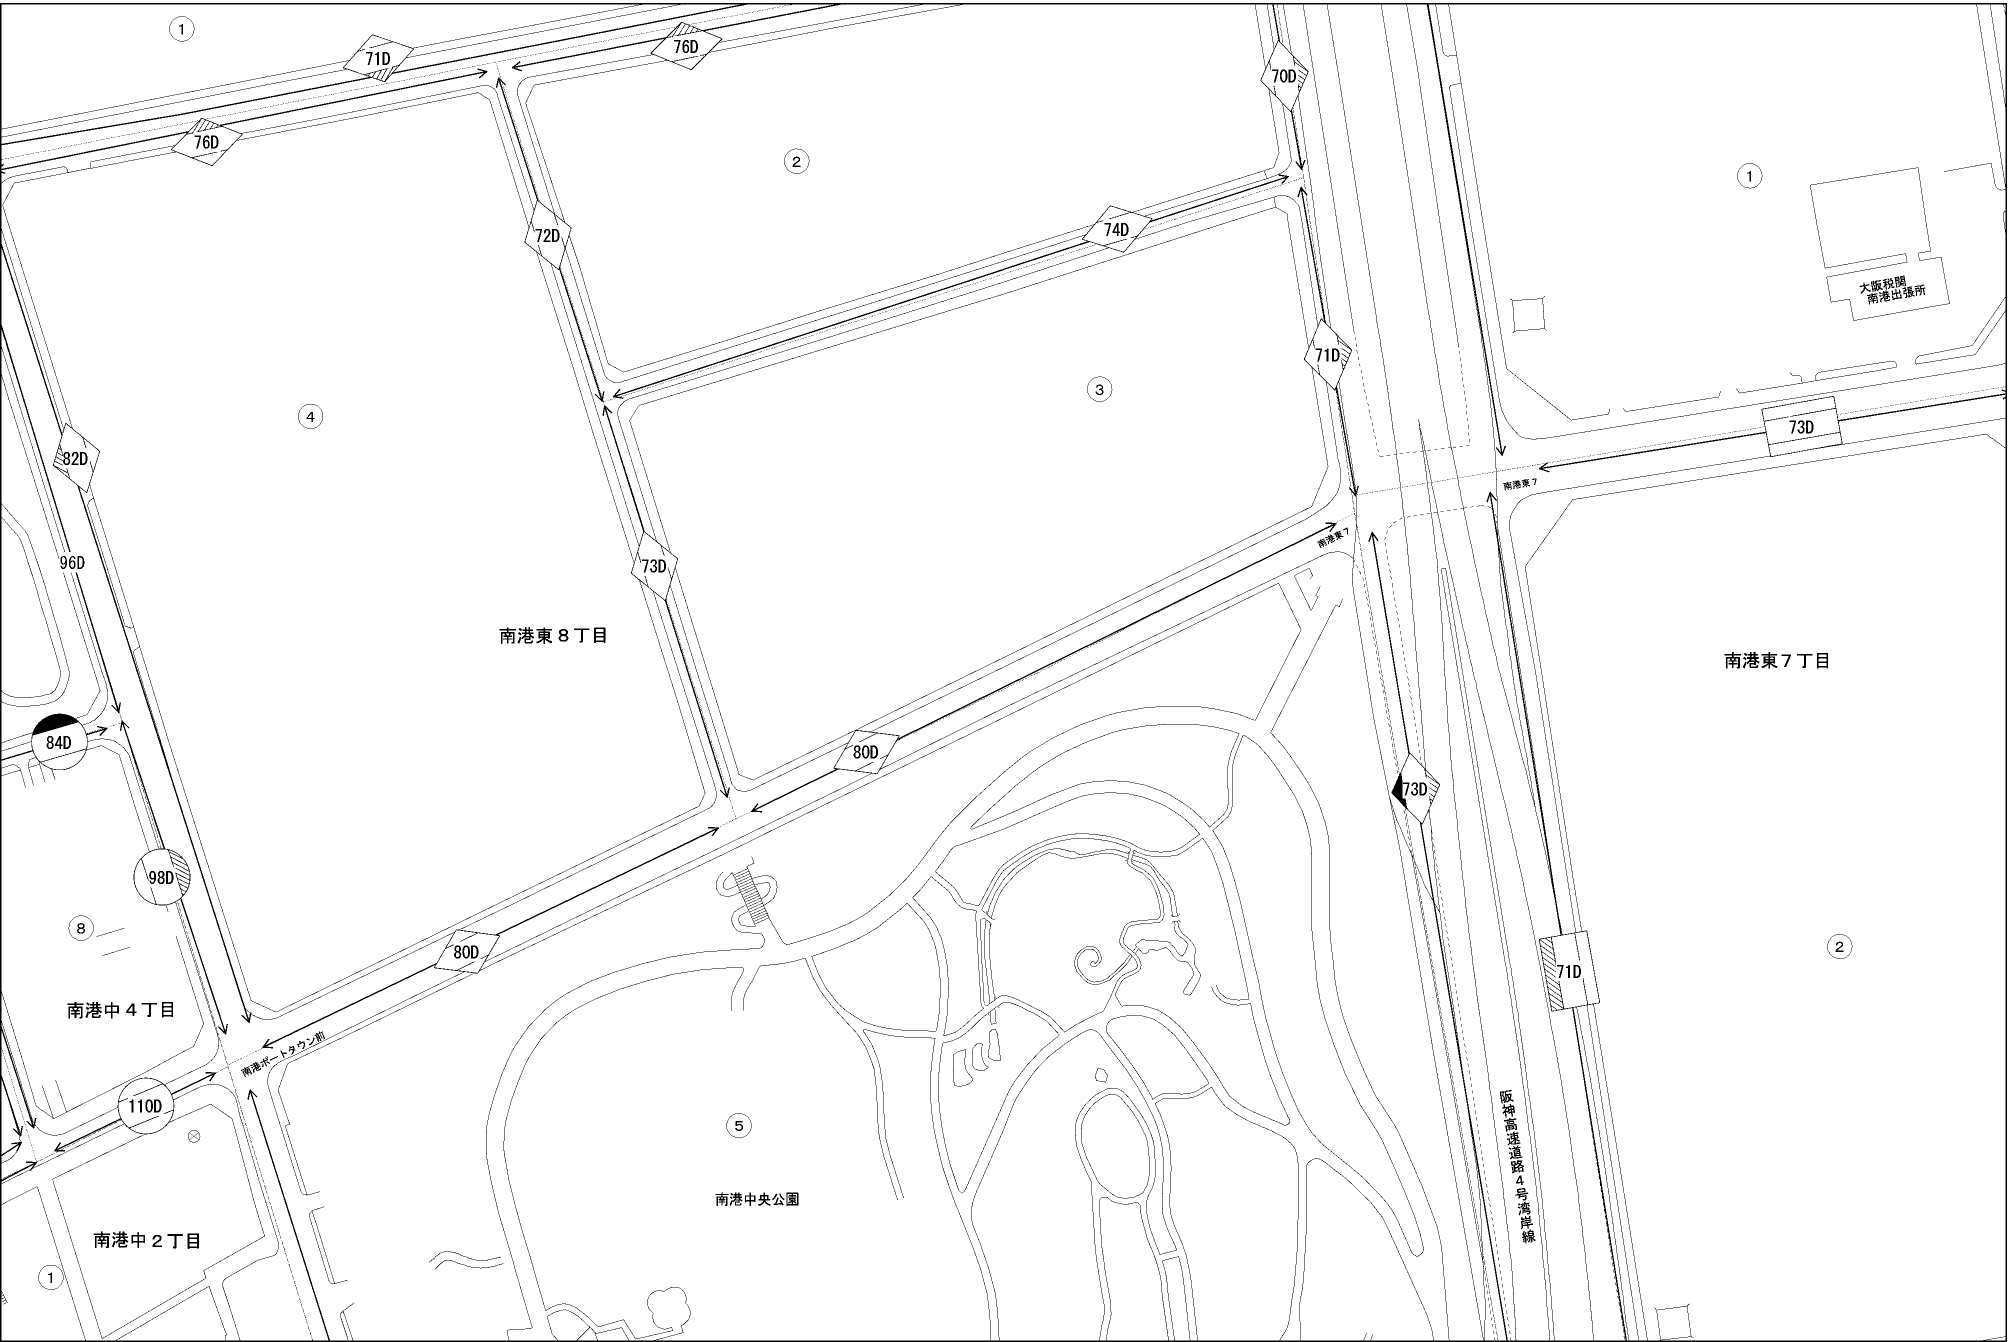 1
71D
76D
70D
76D
2
1
72D
74D
大阪税関
南港出張所
71D
3
4
73D
82D
南港東7
南港東7
96D
73D
南港東8丁目
南港東7丁目
84D
80D
73D
98D
8
80D
2
71D
南港中4丁目
南港ポートタウン前
110D
5
阪神高速道路4号湾岸線
南港中央公園
南港中2丁目
1